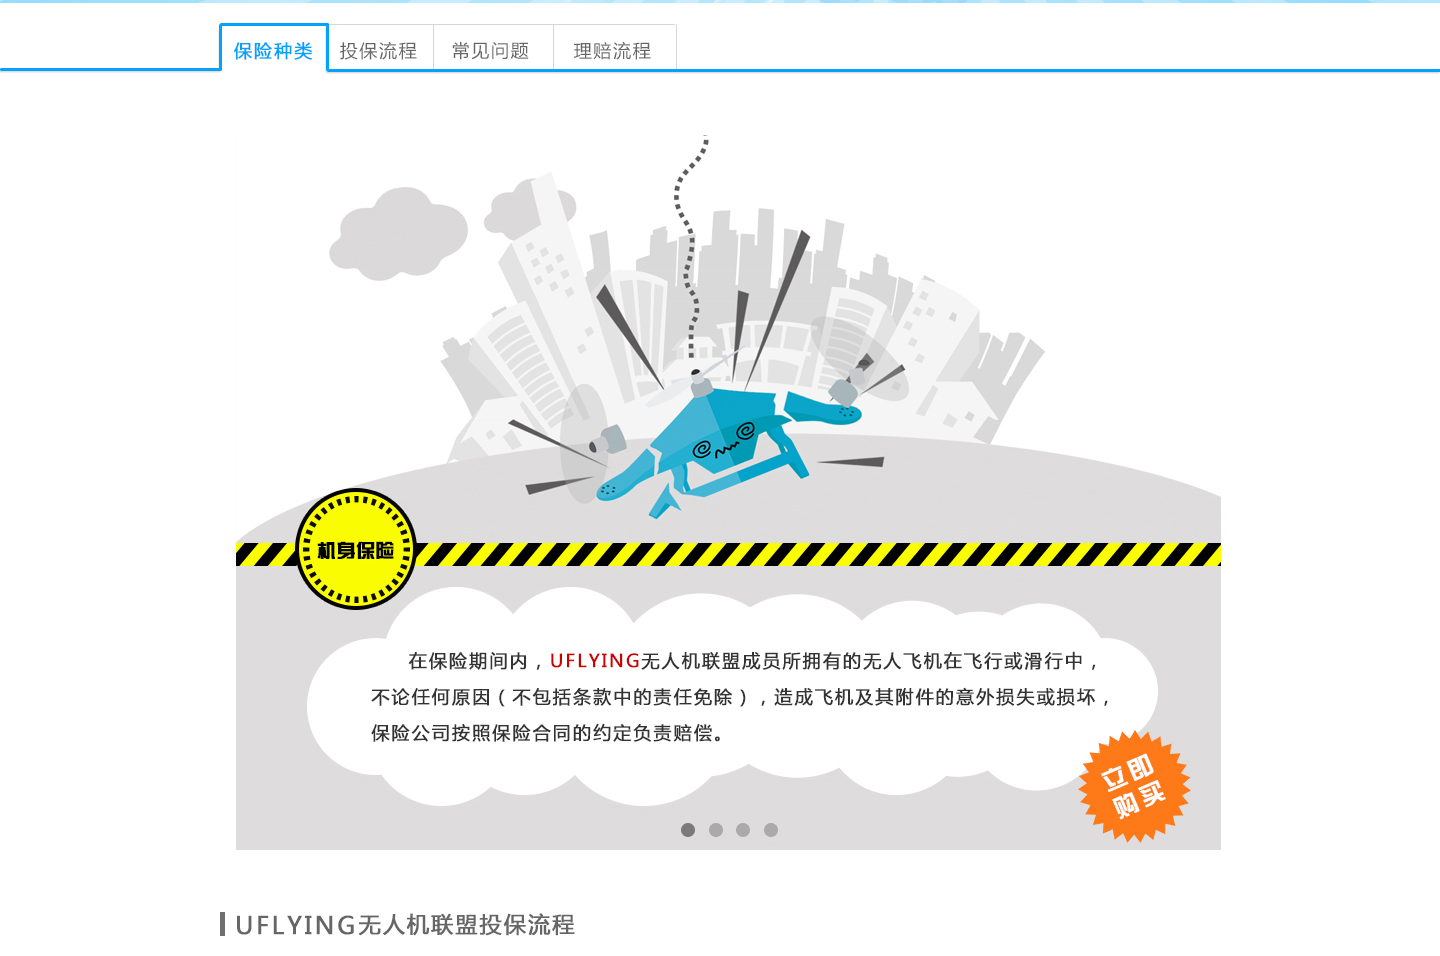 保险种类 投保流程 常见问题 理赔流程
机身保险
在保险期间内，UFLYING无人机联盟成员所拥有的无人飞机在飞行或滑行中，
不论任何原因（不包括条款中的责任免除），造成飞机及其附件的意外损失或损坏，
保险公司按照保险合同的约定负责赔偿。
立即
购买
UFLYING无人机联盟投保流程